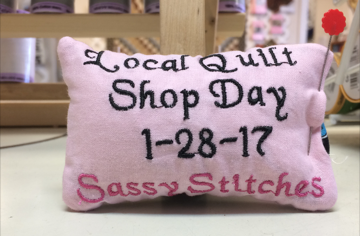 Local Quilt
Shop Day
1-28-17
Sassy Stitches